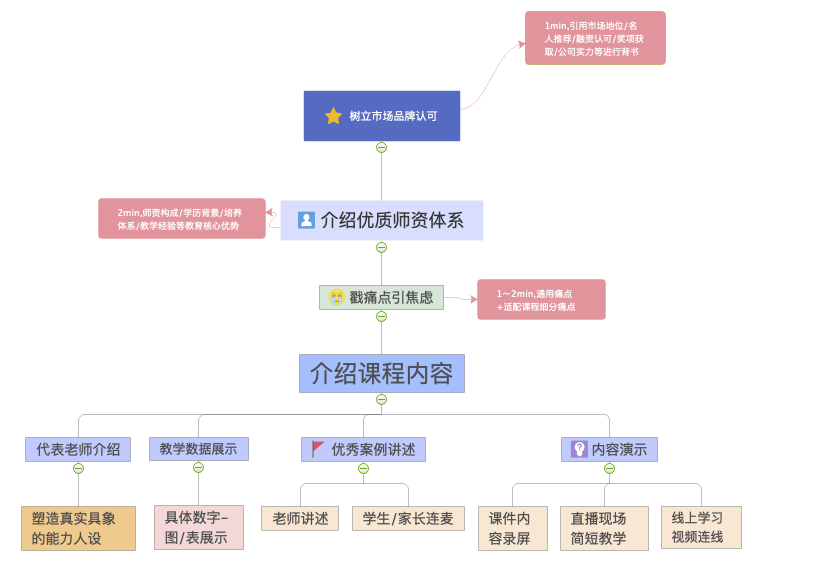 1min,引用市场地位/名
人推荐/融资认可/奖项获
取/公司实力等进行背书
树立市场品牌认可
2min,师资构成/学历背景/培养
体系/教学经验等教育核心优势
介绍优质师资体系
戳痛点引焦虑
1～2min,通用痛点
+适配课程细分痛点
介绍课程内容
代表老师介绍
教学数据展示
优秀案例讲述
内容演示
塑造真实具象
的能力人设
具体数字-
图/表展示
老师讲述
学生/家长连麦
课件内
容录屏
直播现场
简短教学
线上学习
视频连线